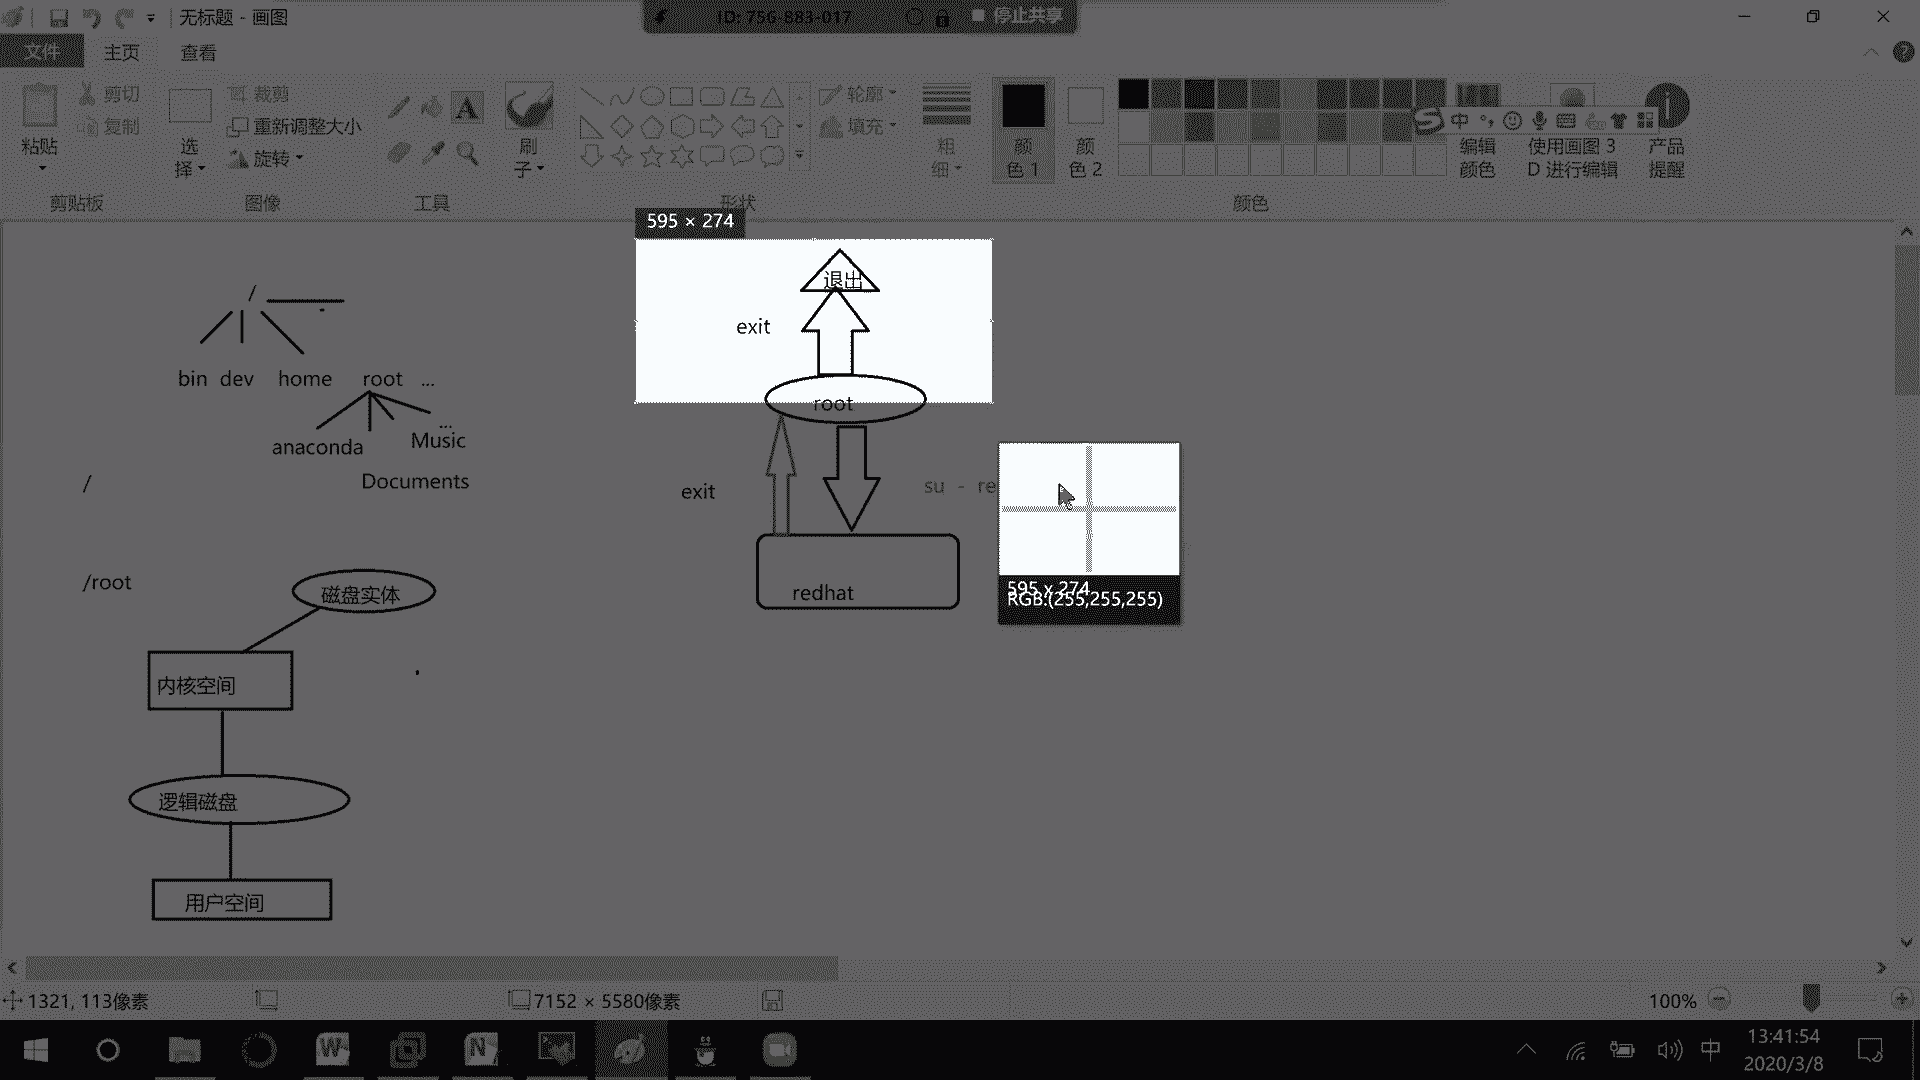 无标题 - 画图
ID: 756-883-017
停止共享
文件
主页
查看
粘贴
剪切
复制
剪贴板
选择
裁剪
重新调整大小
旋转
图像
A
工具
刷子
形状
轮廓
填充
粗细
颜色 1
颜色 2
颜色
编辑颜色
使用画图 3D 进行编辑
产品提醒
中
595 × 274
退出
exit
root
exit
su - re
redhat
595 x 274
RGB:(255,255,255)
/
bin dev home root ...
anaconda
...
Music
Documents
/
/root
磁盘实体
内核空间
逻辑磁盘
用户空间
1321, 113像素
7152 × 5580像素
100%
中
13:41:54
2020/3/8